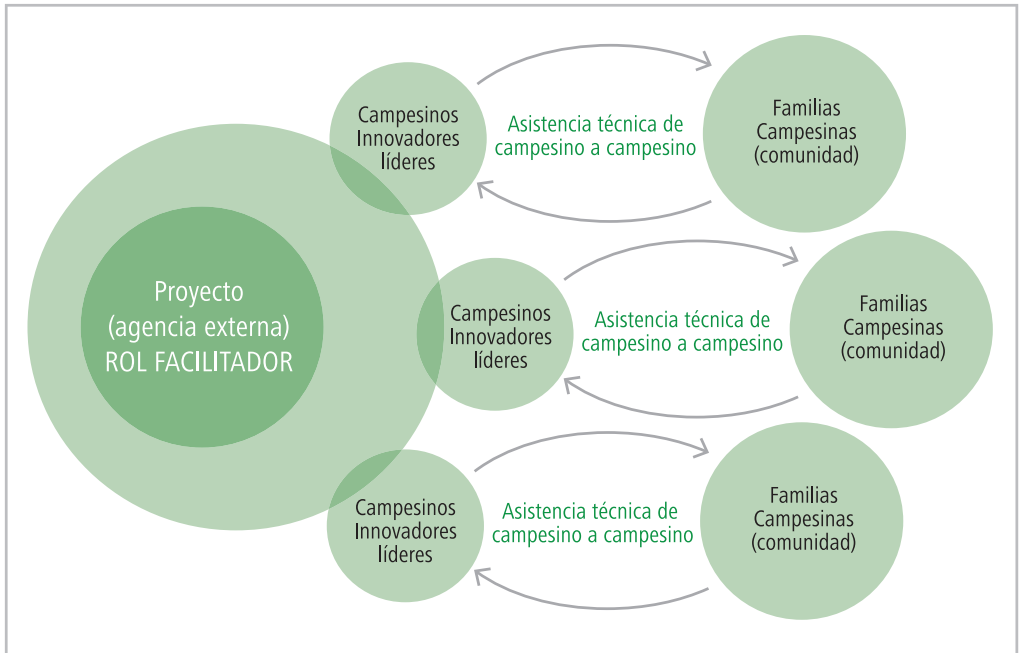 Campesinos
Innovadores
líderes
Asistencia técnica de
campesino a campesino
Familias
Campesinas
(comunidad)
Proyecto
(agencia externa)
ROL FACILITADOR
Campesinos
Innovadores
líderes
Asistencia técnica de
campesino a campesino
Familias
Campesinas
(comunidad)
Campesinos
Innovadores
líderes
Asistencia técnica de
campesino a campesino
Familias
Campesinas
(comunidad)